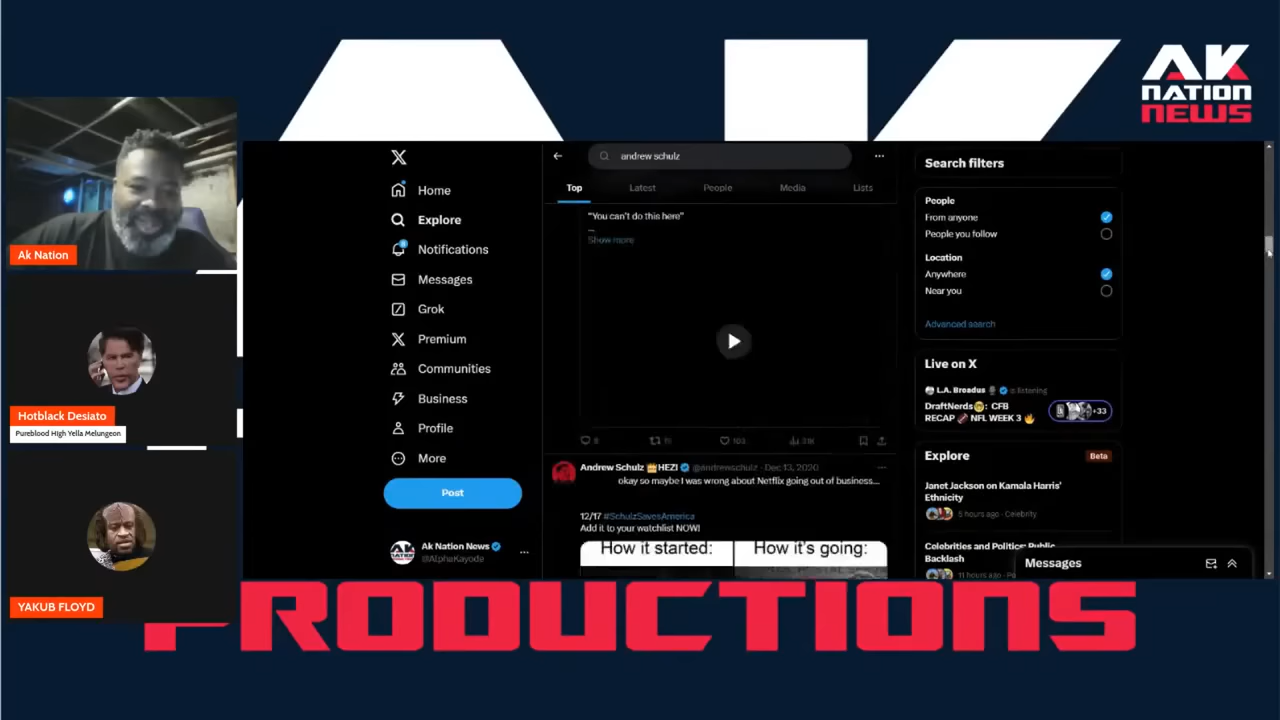 AK
NATION
NEWS
Ak Nation
Hotblack Desiato
Pureblood High Yella Melungeon
YAKUB FLOYD
Home
Explore
Notifications
Messages
Grok
Premium
Communities
Business
Profile
More
Post
Ak Nation News
@AlphaKayoda
andrew schulz
Top
Latest
People
Media
Lists
"You can't do this here"
Show more
Andrew Schulz HEZI @andrewschulz · Dec 13, 2020
okay so maybe I was wrong about Netflix going out of business...
12/17 #SchulzSavesAmerica
Add it to your watchlist NOW!
How it started:
How it's going:
Search filters
People
From anyone
People you follow
Location
Anywhere
Near you
Advanced search
Live on X
L.A. Broadus is listening
DraftNerds: CFB
RECAP NFL WEEK 3
+33
Explore
Beta
Janet Jackson on Kamala Harris'
Ethnicity
5 hours ago · Celebrity
Celebrities and Politics: Public
Backlash
11 hours ago
Messages
PRODUCTIONS